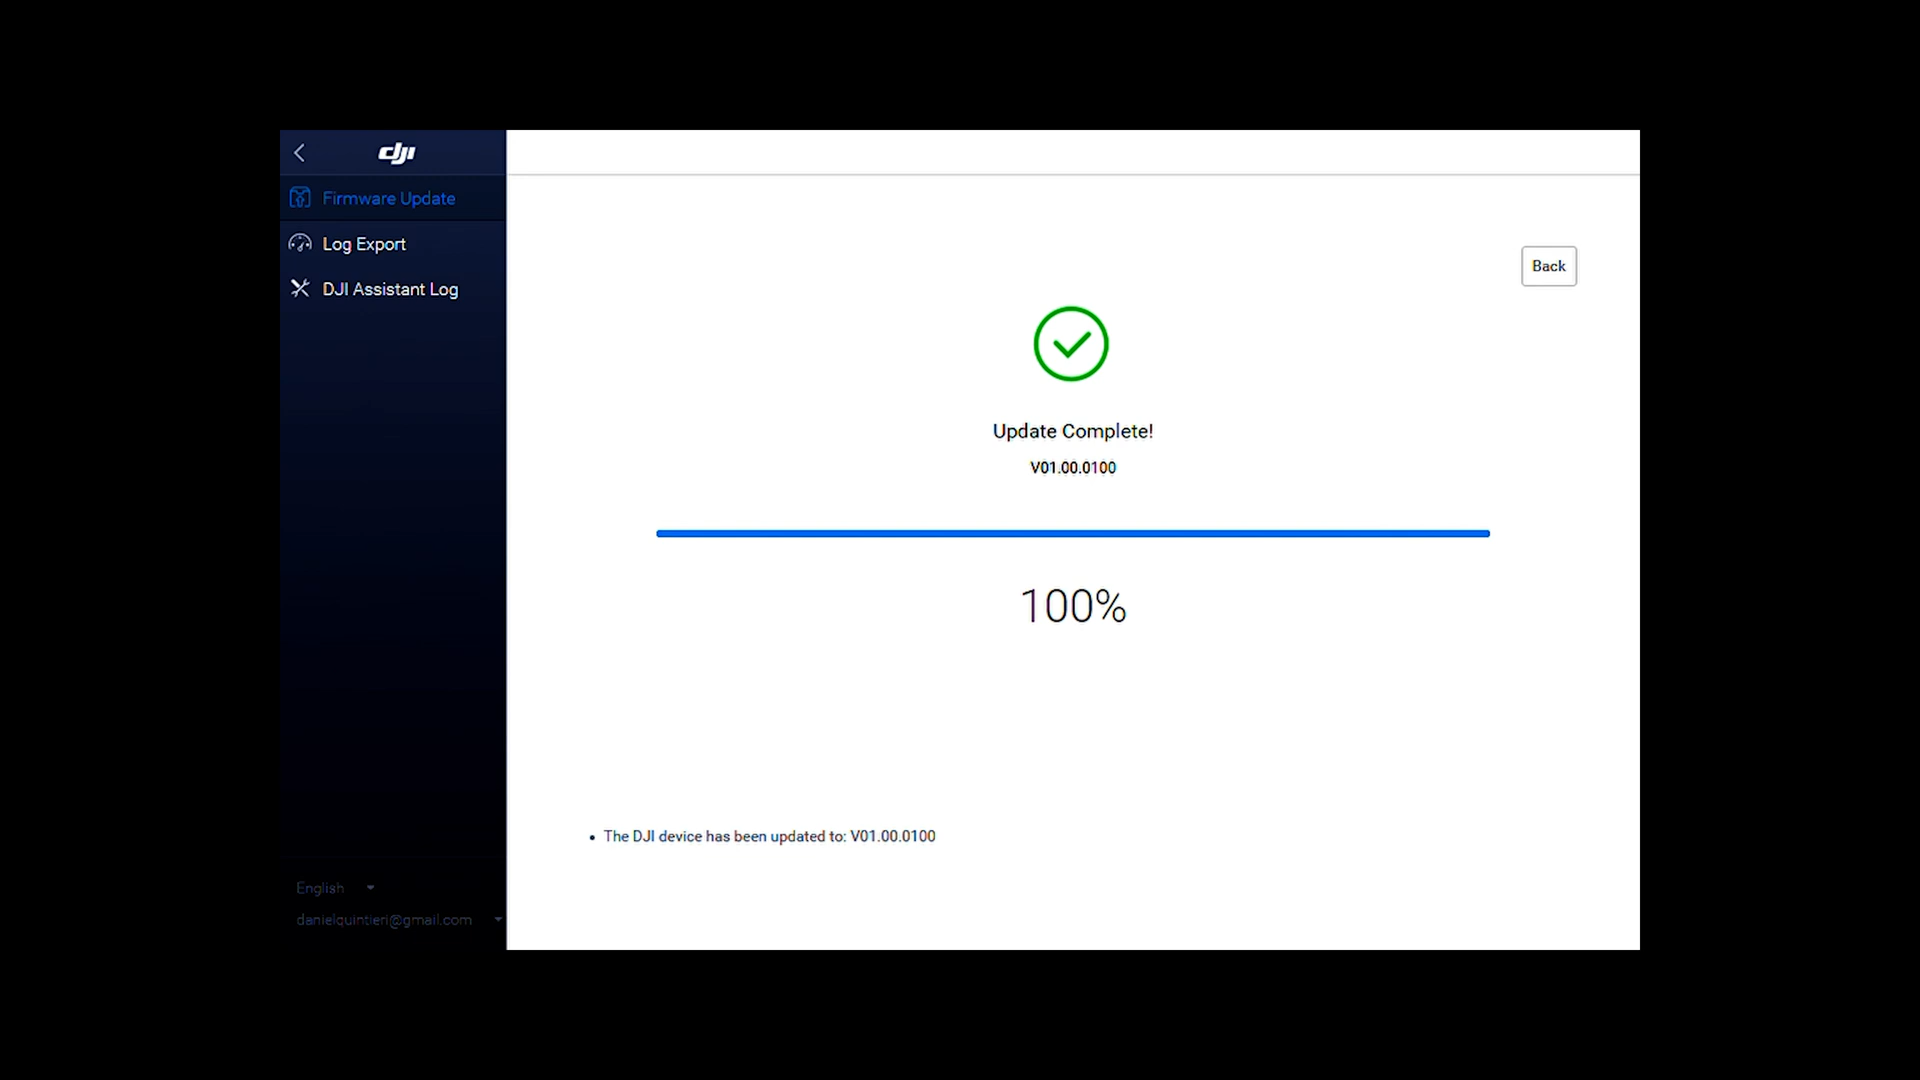 dji
Firmware Update
Log Export
DJI Assistant Log
Back
Update Complete!
V01.00.0100
100%
• The DJI device has been updated to: V01.00.0100
English
danielquintieri@gmail.com